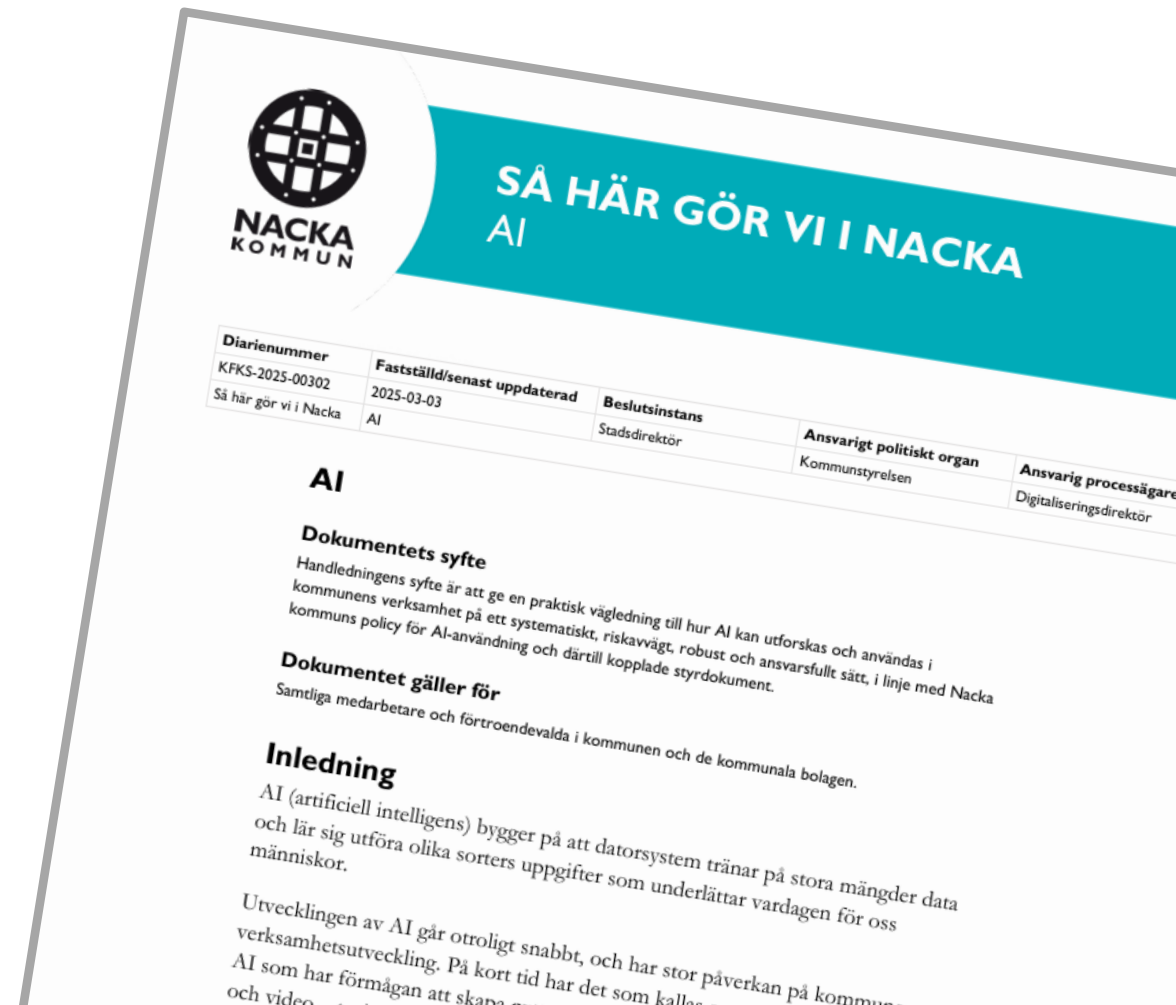 NACKA
KOMMUN
SÅ HÄR GÖR VI I NACKA
AI
Diarienummer Fastställd/senast uppdaterad Beslutsinstans Ansvarigt politiskt organ Ansvarig processägare
KFKS-2025-00302 2025-03-03 Stadsdirektör Kommunstyrelsen Digitaliseringsdirektör
Så här gör vi i Nacka AI
AI
Dokumentets syfte
Handledningens syfte är att ge en praktisk vägledning till hur AI kan utforskas och användas i
kommunens verksamhet på ett systematiskt, riskavvägt, robust och ansvarsfullt sätt, i linje med Nacka
kommuns policy för AI-användning och därtill kopplade styrdokument.
Dokumentet gäller för
Samtliga medarbetare och förtroendevalda i kommunen och de kommunala bolagen.
Inledning
AI (artificiell intelligens) bygger på att datorsystem tränar på stora mängder data
och lär sig utföra olika sorters uppgifter som underlättar vardagen för oss
människor.
Utvecklingen av AI går otroligt snabbt, och har stor påverkan på
verksamhetsutveckling. På kort tid har det som kallas
AI som har förmågan att skapa
och video